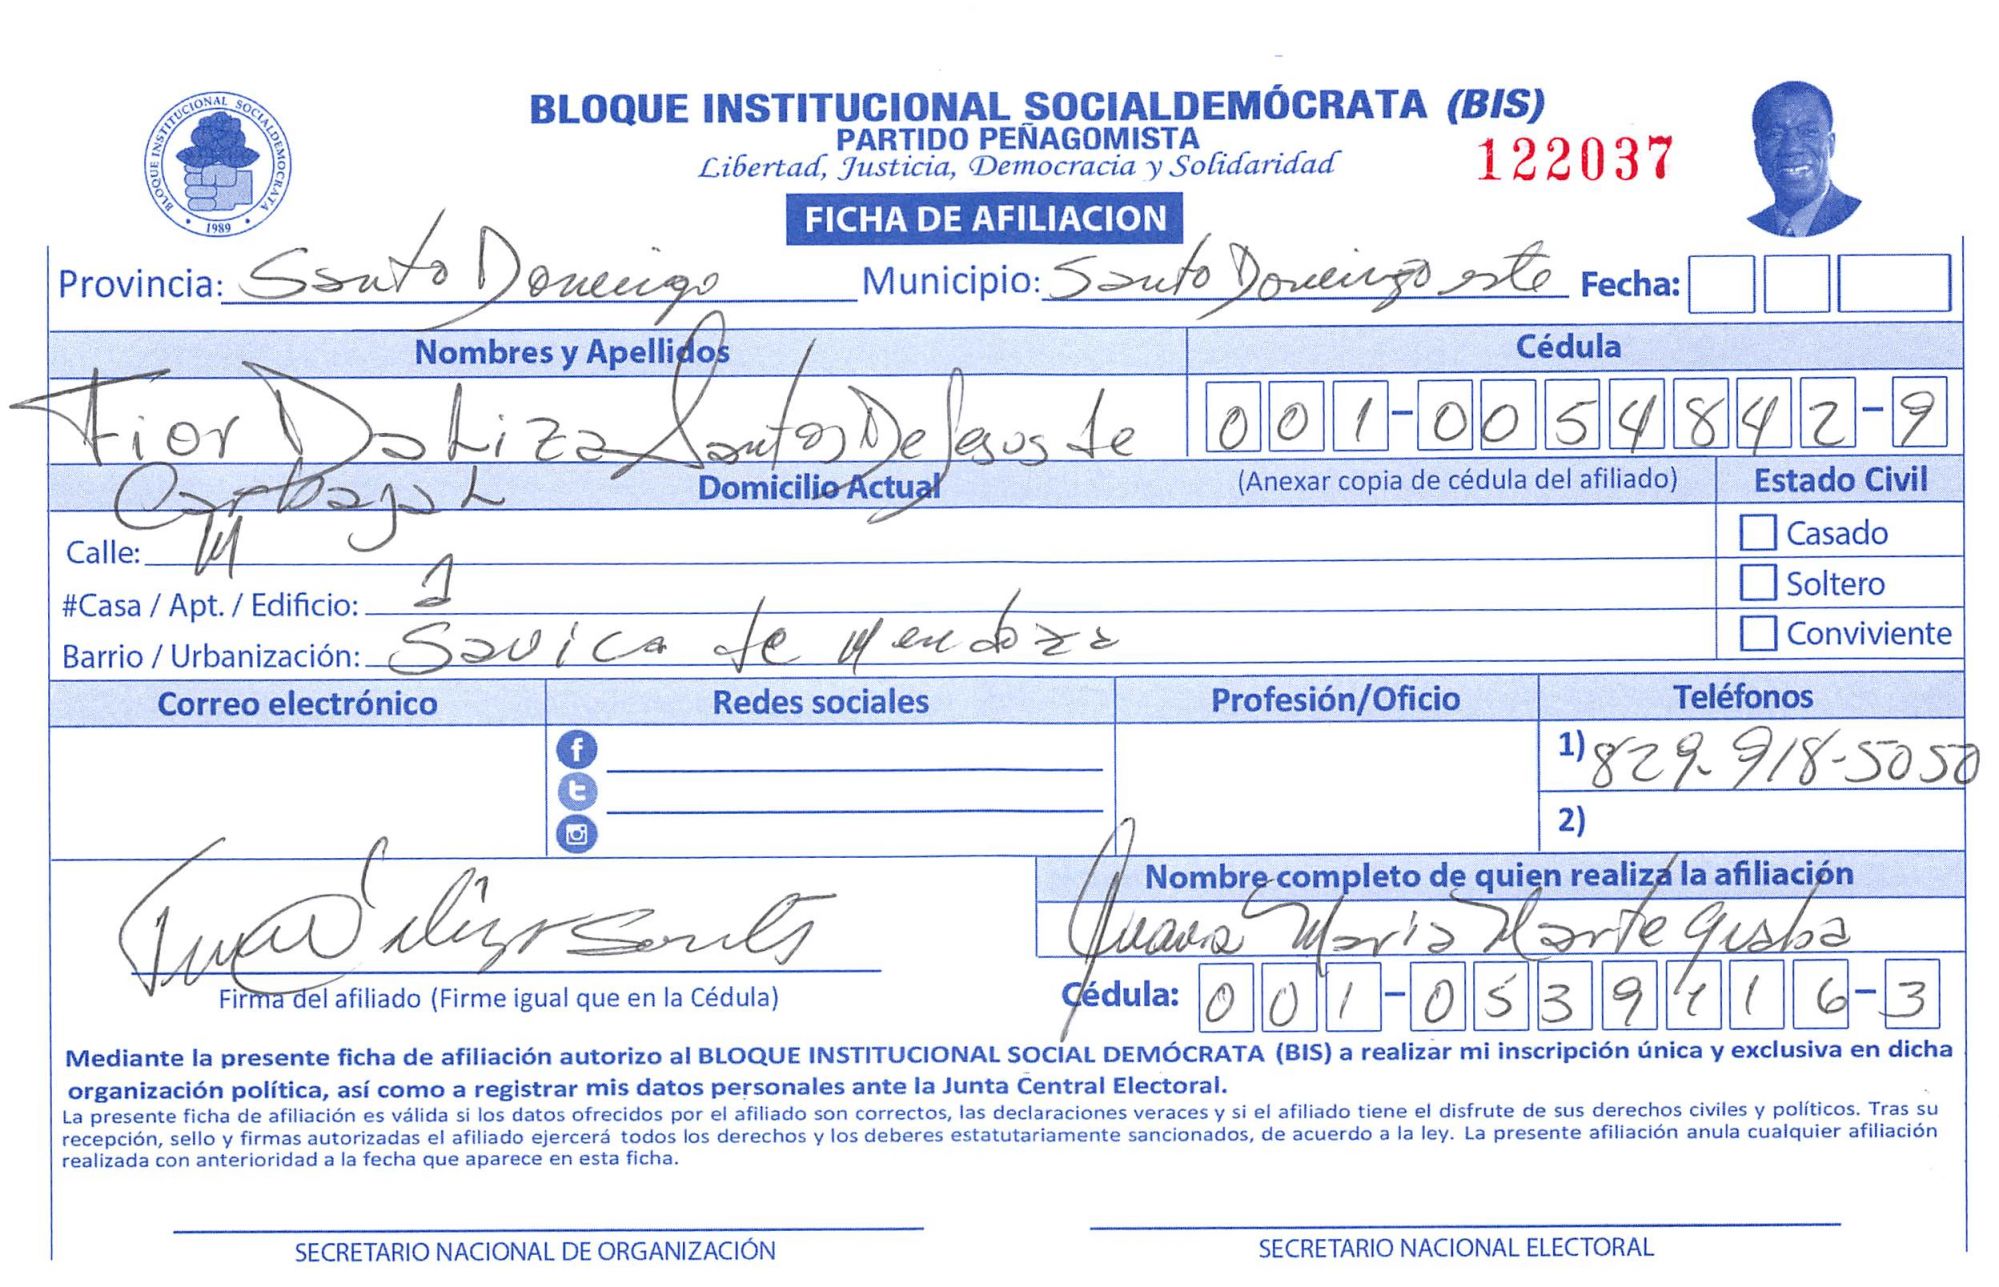 BLOQUE INSTITUCIONAL SOCIALDEMÓCRATA (BIS)
PARTIDO PEÑAGOMISTA
122037
Libertad, Justicia, Democracia y Solidaridad
BLOQUE INSTITUCIONAL SOCIALDEMOCRATA
1989
FICHA DE AFILIACION
Provincia: Santo Domingo Municipio: Santo Domingo este Fecha:
Nombres y Apellidos Cédula
Fior Daliza Santos De Jesus de 001-0054842-9
Carbajal
Domicilio Actual (Anexar copia de cédula del afiliado) Estado Civil
Calle: M
Casado
#Casa / Apt. / Edificio: 1
Soltero
Barrio / Urbanización: Savica de Mendoza
Conviviente
Correo electrónico Redes sociales Profesión/Oficio Teléfonos
1) 829-918-5050
2)
Nombre completo de quien realiza la afiliación
Juana Maria Marte
Firma del afiliado (Firme igual que en la Cédula) Cédula: 001-0539116-3
Mediante la presente ficha de afiliación autorizo al BLOQUE INSTITUCIONAL SOCIAL DEMÓCRATA (BIS) a realizar mi inscripción única y exclusiva en dicha
organización política, así como a registrar mis datos personales ante la Junta Central Electoral.
La presente ficha de afiliación es válida si los datos ofrecidos por el afiliado son correctos, las declaraciones veraces y si el afiliado tiene el disfrute de sus derechos civiles y políticos. Tras su
recepción, sello y firmas autorizadas el afiliado ejercerá todos los derechos y los deberes estatutariamente sancionados, de acuerdo a la ley. La presente afiliación anula cualquier afiliación
realizada con anterioridad a la fecha que aparece en esta ficha.
SECRETARIO NACIONAL DE ORGANIZACIÓN SECRETARIO NACIONAL ELECTORAL